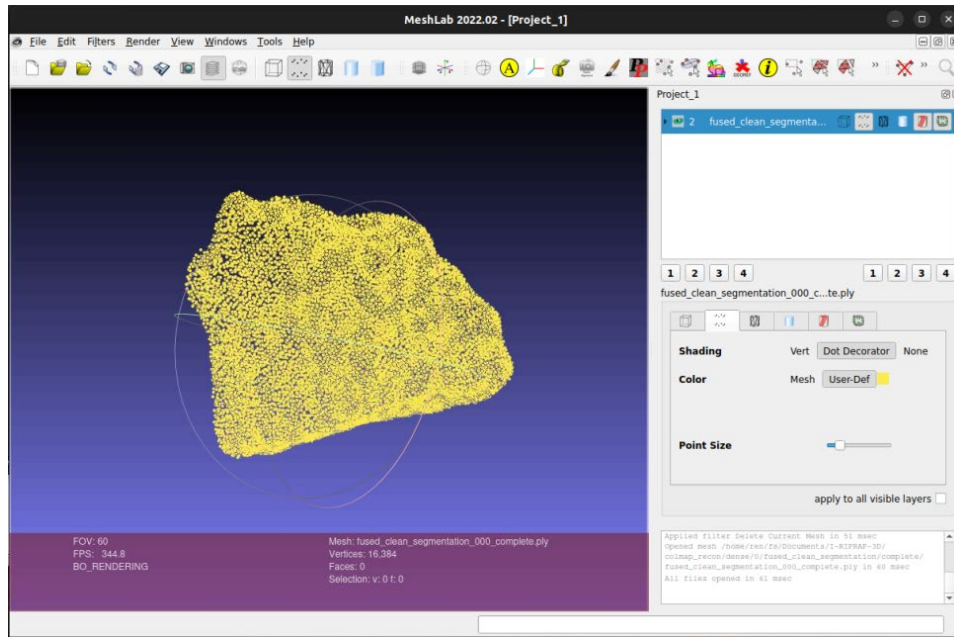 MeshLab 2022.02 - [Project_1]
File Edit Filters Render View Windows Tools Help
Project_1
2 fused_clean_segmenta...
1 2 3 4 1 2 3 4
fused_clean_segmentation_000_c...te.ply
Shading Vert Dot Decorator None
Color Mesh User-Def
Point Size
apply to all visible layers
FOV: 60
FPS: 344.8
BO_RENDERING
Mesh: fused_clean_segmentation_000_complete.ply
Vertices: 16,384
Faces: 0
Selection: v: 0 f: 0
Applied filter Delete Current Mesh in 51 msec
Opened mesh /home/ren/fs/Documents/I-RIPRAP-3D/
colmap_recon/dense/0/fused_clean_segmentation/complete/
fused_clean_segmentation_000_complete.ply in 60 msec
All files opened in 61 msec